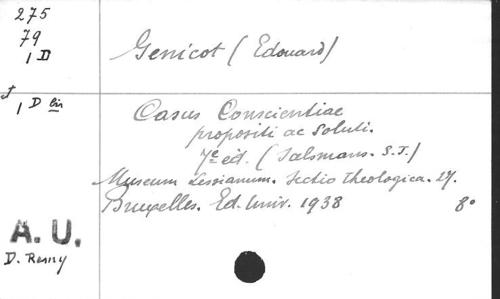 275
79
1 D
Genicot (Edouard)
1 D bis
Casus Conscientiae
propositi ac soluti.
7e éd. (Salsmans. S.J.)
Museum Lessianum. Sectio Theologica. 27.
Bruxelles. Ed. Univ. 1938 8°
A. U.
D. Remy